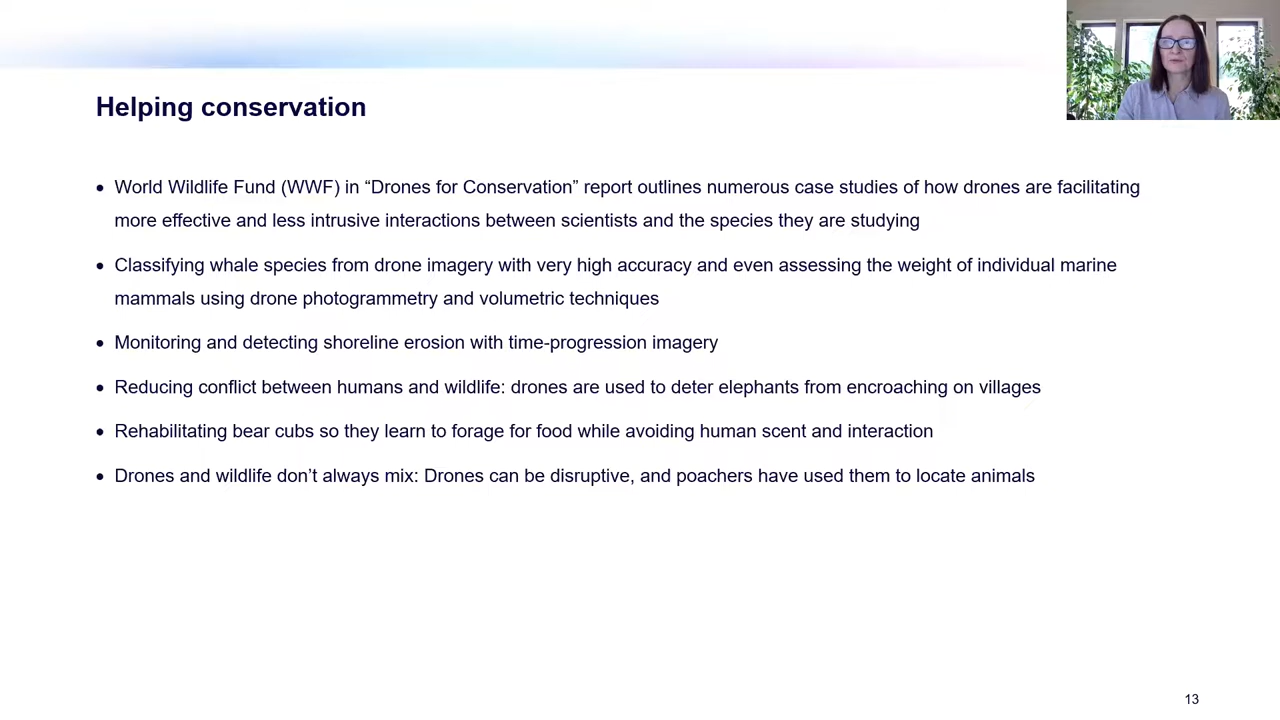 Helping conservation
• World Wildlife Fund (WWF) in “Drones for Conservation” report outlines numerous case studies of how drones are facilitating
more effective and less intrusive interactions between scientists and the species they are studying
• Classifying whale species from drone imagery with very high accuracy and even assessing the weight of individual marine
mammals using drone photogrammetry and volumetric techniques
• Monitoring and detecting shoreline erosion with time-progression imagery
• Reducing conflict between humans and wildlife: drones are used to deter elephants from encroaching on villages
• Rehabilitating bear cubs so they learn to forage for food while avoiding human scent and interaction
• Drones and wildlife don’t always mix: Drones can be disruptive, and poachers have used them to locate animals
13